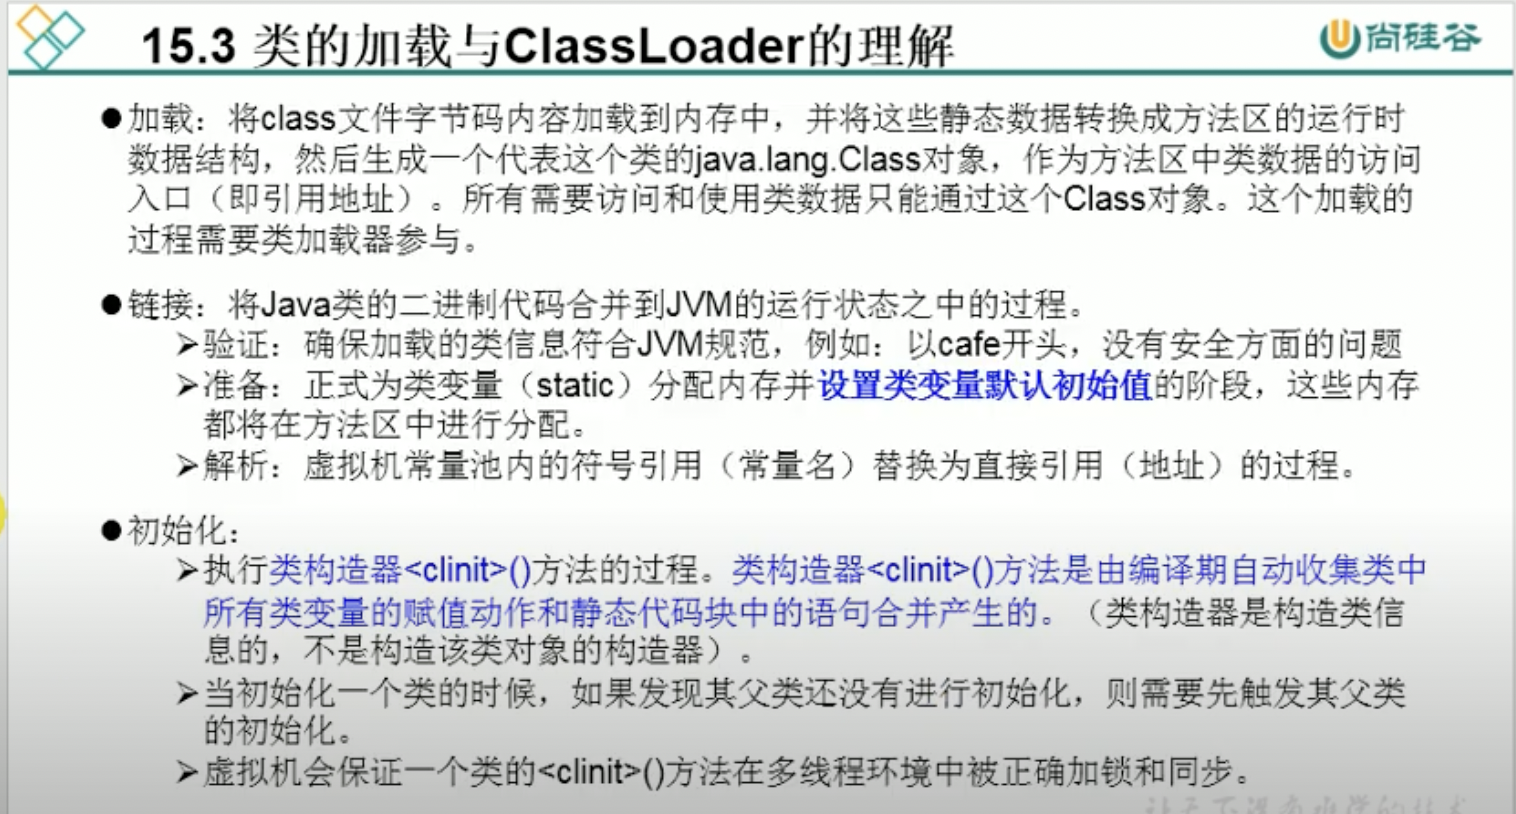 15.3 类的加载与ClassLoader的理解
尚硅谷
●加载：将class文件字节码内容加载到内存中，并将这些静态数据转换成方法区的运行时
数据结构，然后生成一个代表这个类的java.lang.Class对象，作为方法区中类数据的访问
入口（即引用地址）。所有需要访问和使用类数据只能通过这个Class对象。这个加载的
过程需要类加载器参与。
●链接：将Java类的二进制代码合并到JVM的运行状态之中的过程。
➢验证：确保加载的类信息符合JVM规范，例如：以cafe开头，没有安全方面的问题
➢准备：正式为类变量（static）分配内存并设置类变量默认初始值的阶段，这些内存
都将在方法区中进行分配。
➢解析：虚拟机常量池内的符号引用（常量名）替换为直接引用（地址）的过程。
●初始化：
➢执行类构造器<clinit>()方法的过程。类构造器<clinit>()方法是由编译期自动收集类中
所有类变量的赋值动作和静态代码块中的语句合并产生的。（类构造器是构造类信
息的，不是构造该类对象的构造器）。
➢当初始化一个类的时候，如果发现其父类还没有进行初始化，则需要先触发其父类
的初始化。
➢虚拟机会保证一个类的<clinit>()方法在多线程环境中被正确加锁和同步。